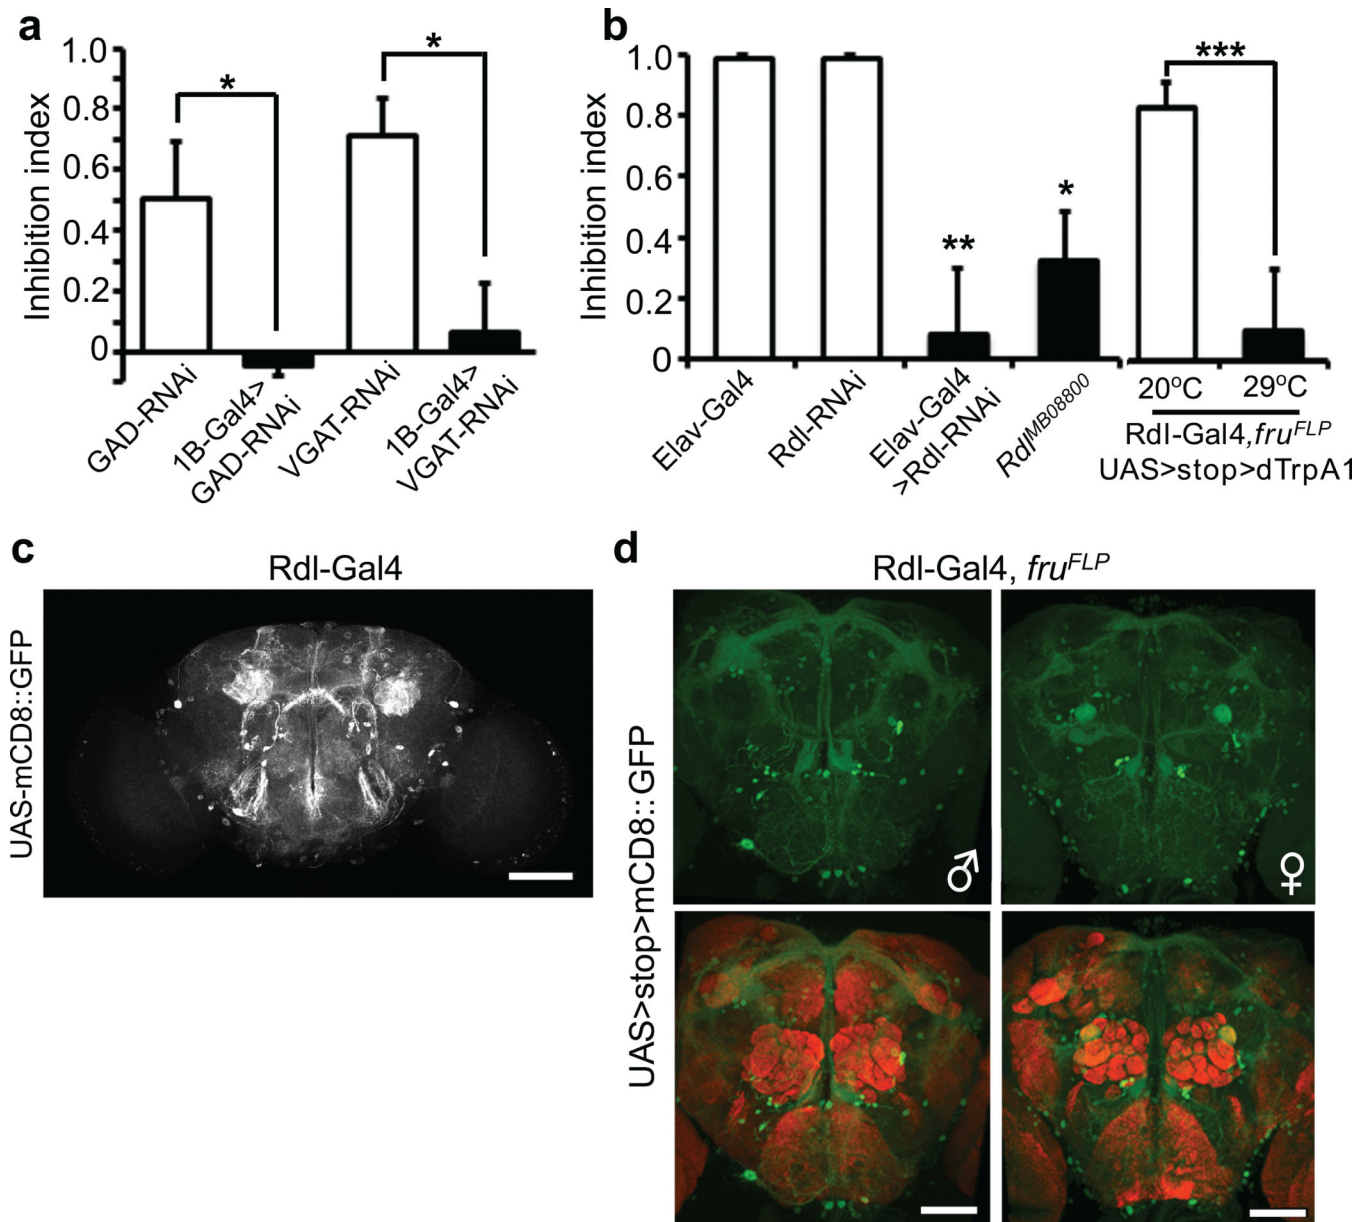 a
*
*
1.0
0.8
0.6
0.4
0.2
0
Inhibition index
GAD-RNAi
1B-Gal4>
GAD-RNAi
VGAT-RNAi
1B-Gal4>
VGAT-RNAi
b
***
**
*
1.0
0.8
0.6
0.4
0.2
0
Inhibition index
Elav-Gal4
Rdl-RNAi
Elav-Gal4
>Rdl-RNAi
Rdl^MB08800
20°C 29°C
Rdl-Gal4,fru^FLP
UAS>stop>dTrpA1
c
Rdl-Gal4
UAS-mCD8::GFP
d
Rdl-Gal4, fru^FLP
UAS>stop>mCD8::GFP
♂
♀